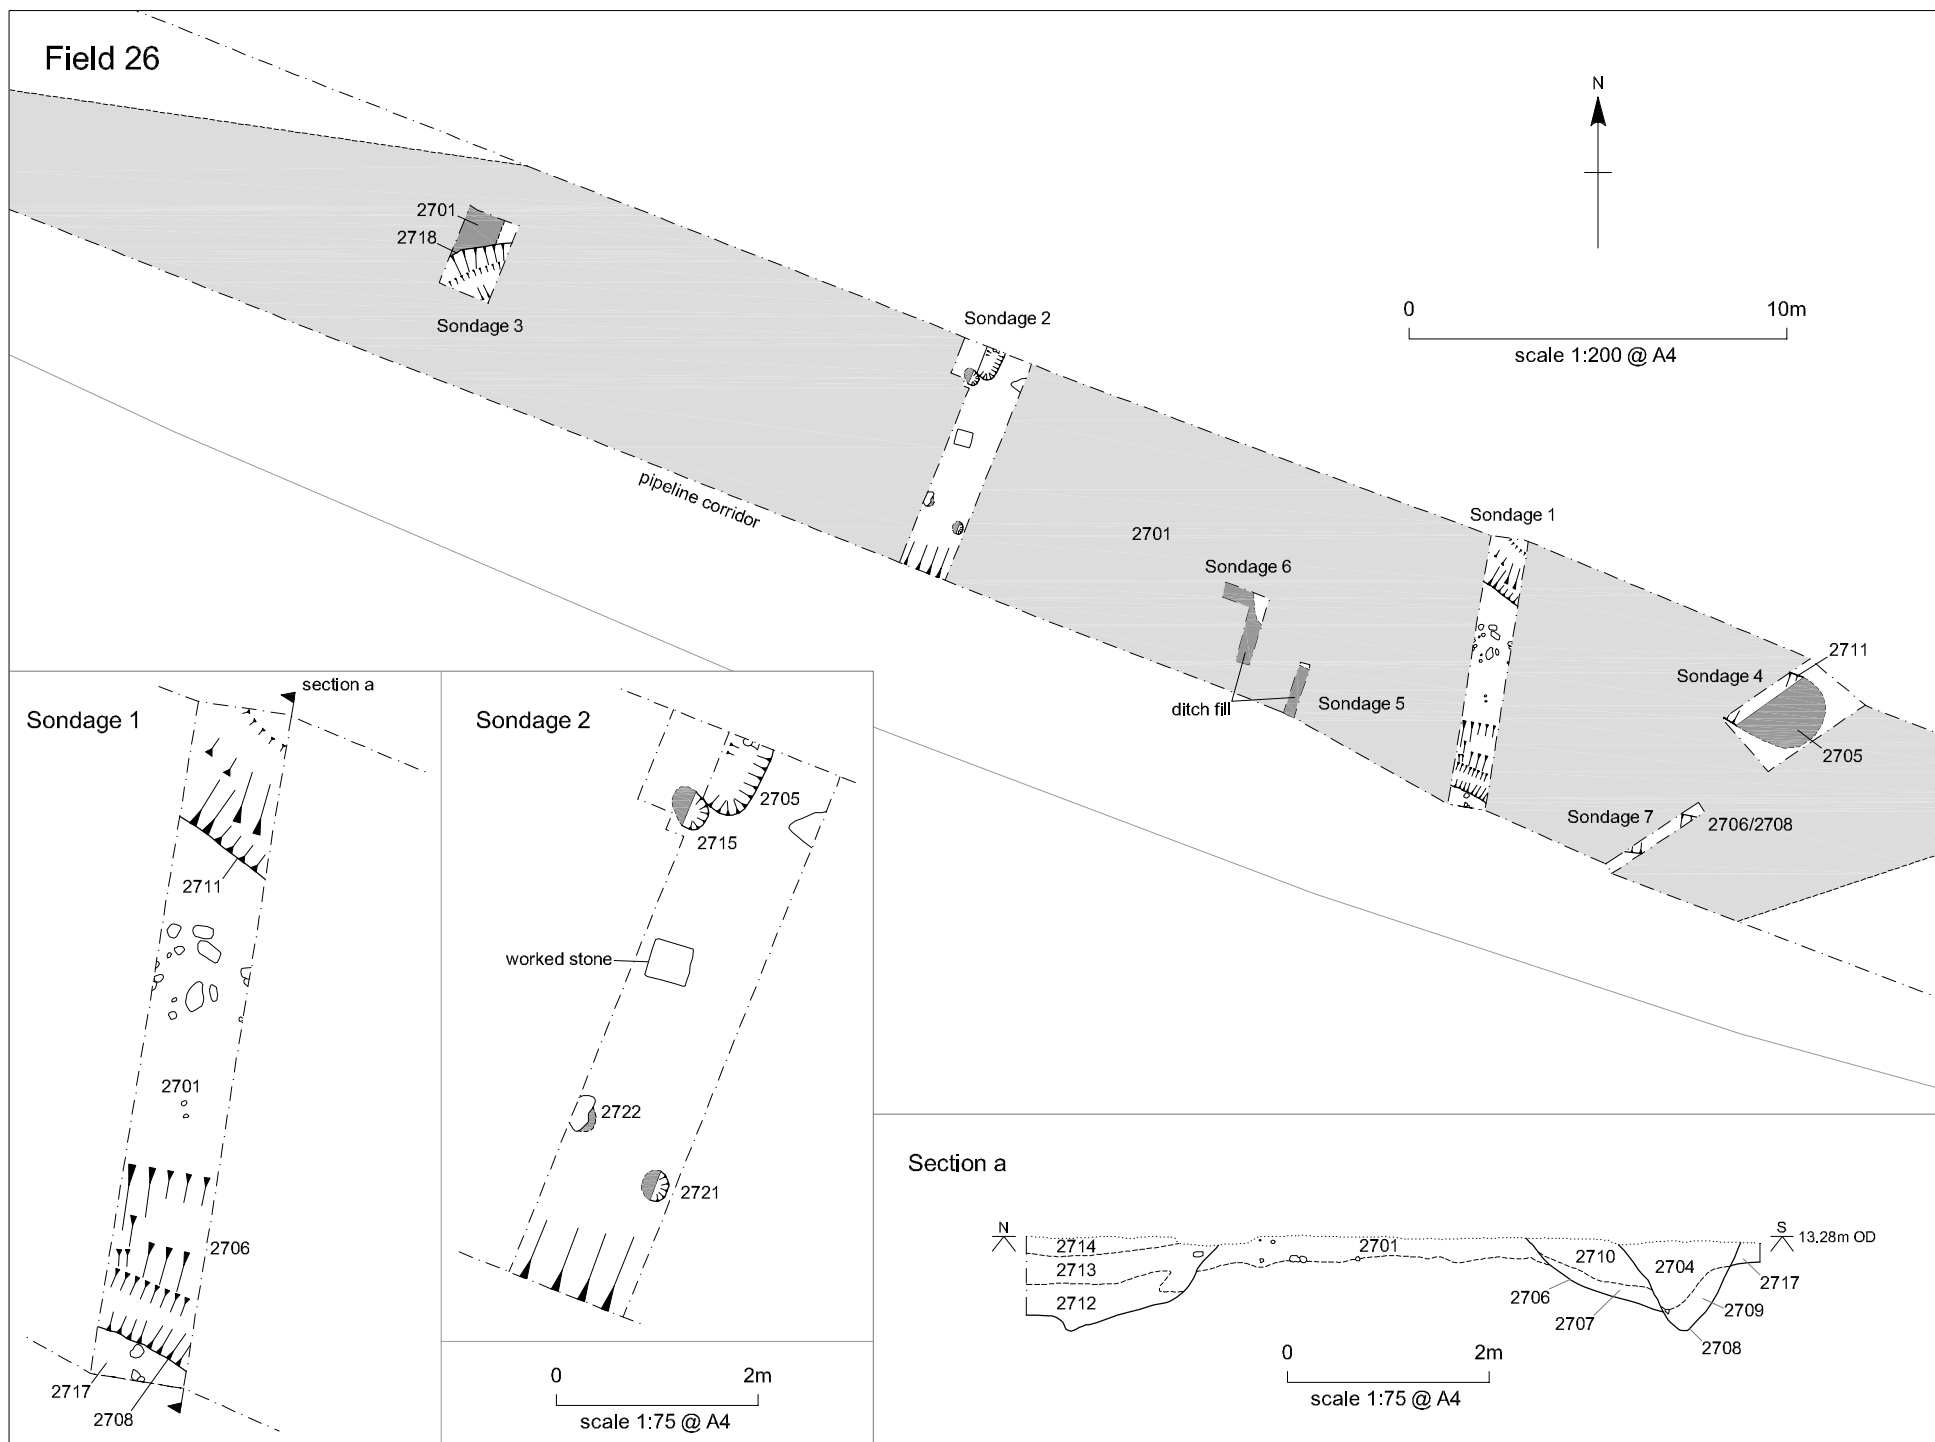 Field 26
N
0 10m
scale 1:200 @ A4
2701
2718
Sondage 3
Sondage 2
pipeline corridor
2701
Sondage 1
Sondage 6
Sondage 4
2711
ditch fill
Sondage 5
2705
Sondage 7
2706/2708
Sondage 1
section a
2711
2701
2706
2717
2708
Sondage 2
2705
2715
worked stone
2722
2721
0 2m
scale 1:75 @ A4
Section a
N
S
13.28m OD
2714
2701
2713
2710
2704
2717
2712
2706
2707
2709
2708
0 2m
scale 1:75 @ A4